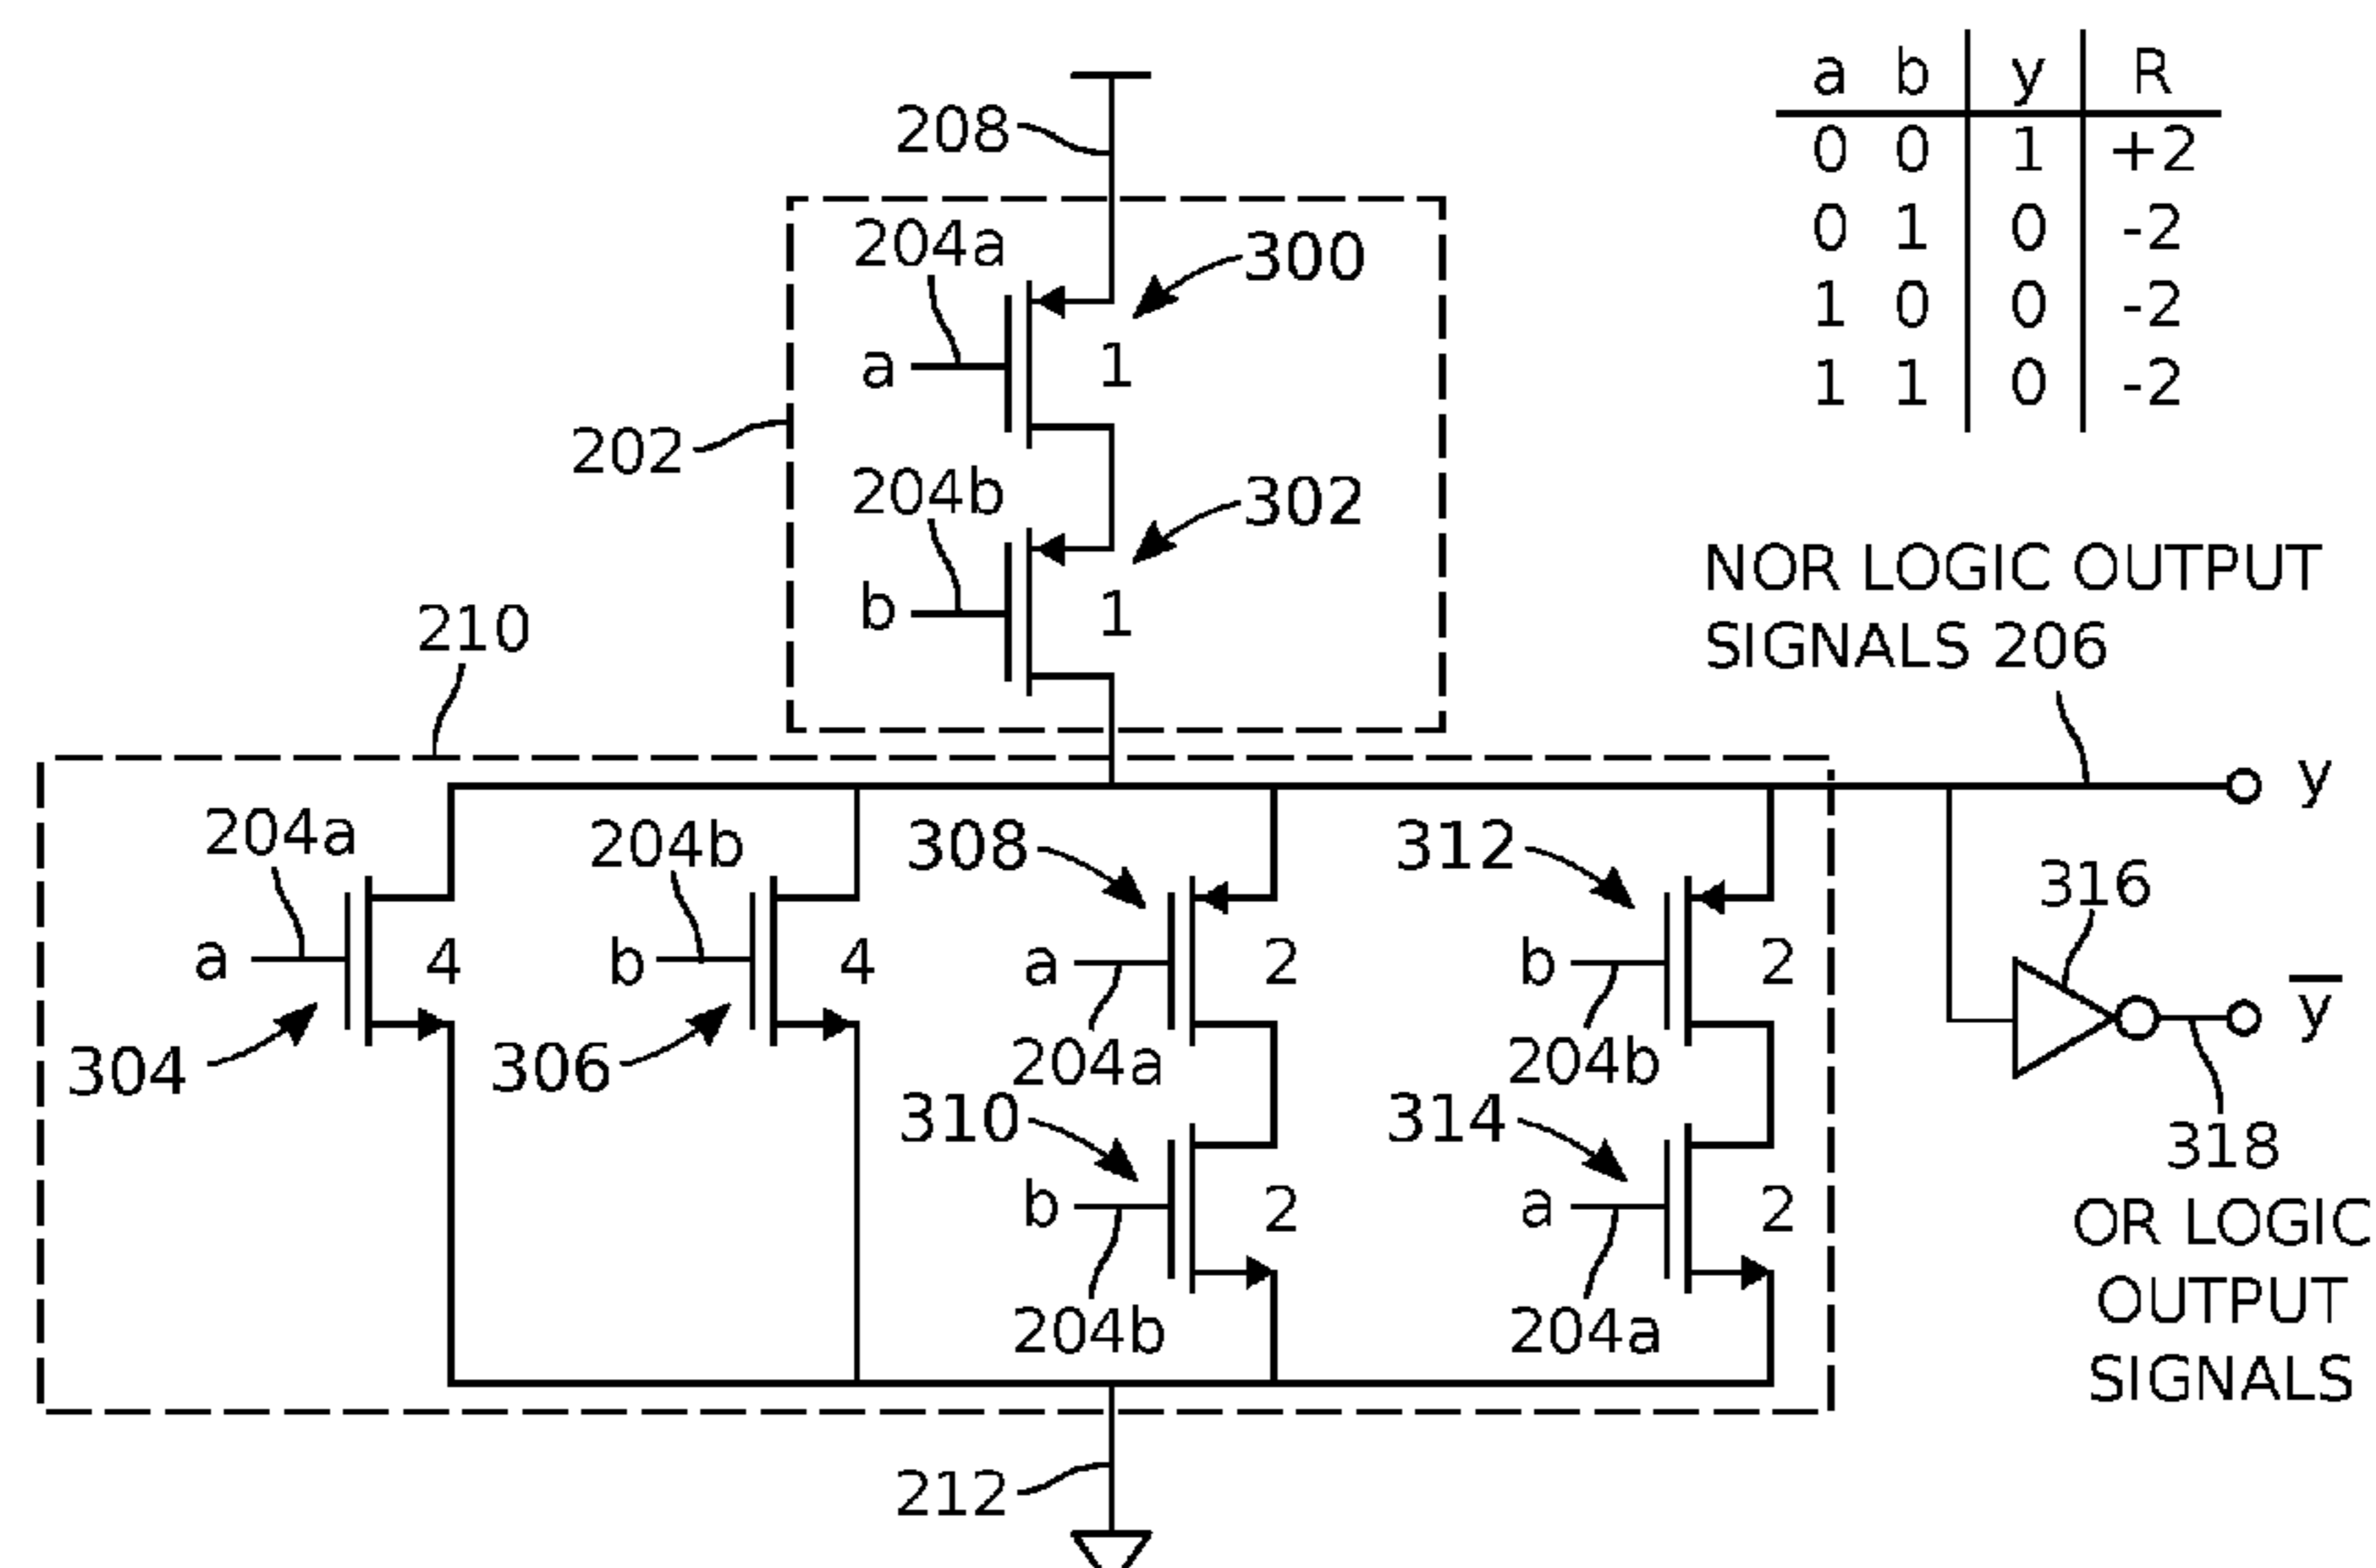 a b y R
0 0 1 +2
0 1 0 -2
1 0 0 -2
1 1 0 -2
208
204a
300
a
1
202
204b
302
b
1
210
NOR LOGIC OUTPUT
SIGNALS 206
y
204a
204b
308
312
316
a
4
b
4
a
2
b
2
y
304
306
204a
204b
310
314
318
b
2
a
2
OR LOGIC
OUTPUT
SIGNALS
204b
204a
212